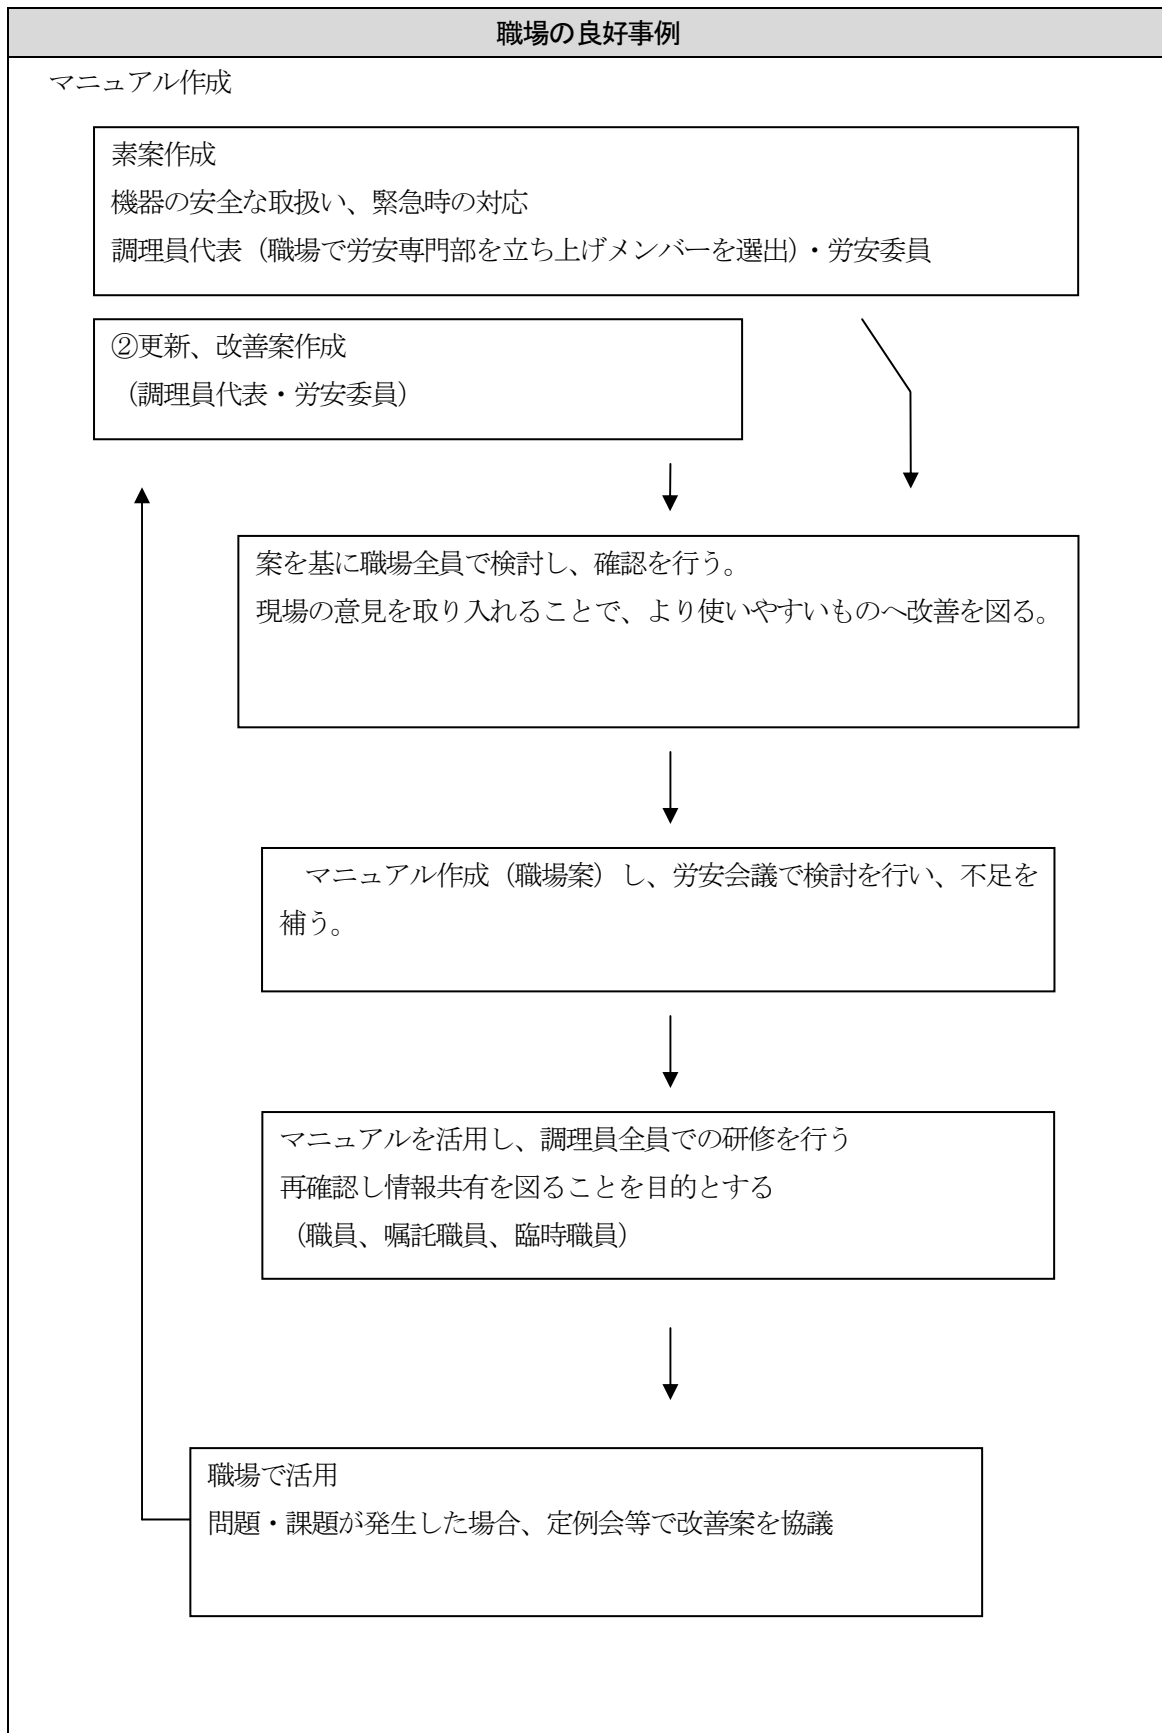 職場の良好事例
マニュアル作成
素案作成
機器の安全な取扱い、緊急時の対応
調理員代表（職場で労安専門部を立ち上げメンバーを選出）・労安委員
②更新、改善案作成
（調理員代表・労安委員）
案を基に職場全員で検討し、確認を行う。
現場の意見を取り入れることで、より使いやすいものへ改善を図る。
マニュアル作成（職場案）し、労安会議で検討を行い、不足を
補う。
マニュアルを活用し、調理員全員での研修を行う
再確認し情報共有を図ることを目的とする
（職員、嘱託職員、臨時職員）
職場で活用
問題・課題が発生した場合、定例会等で改善案を協議